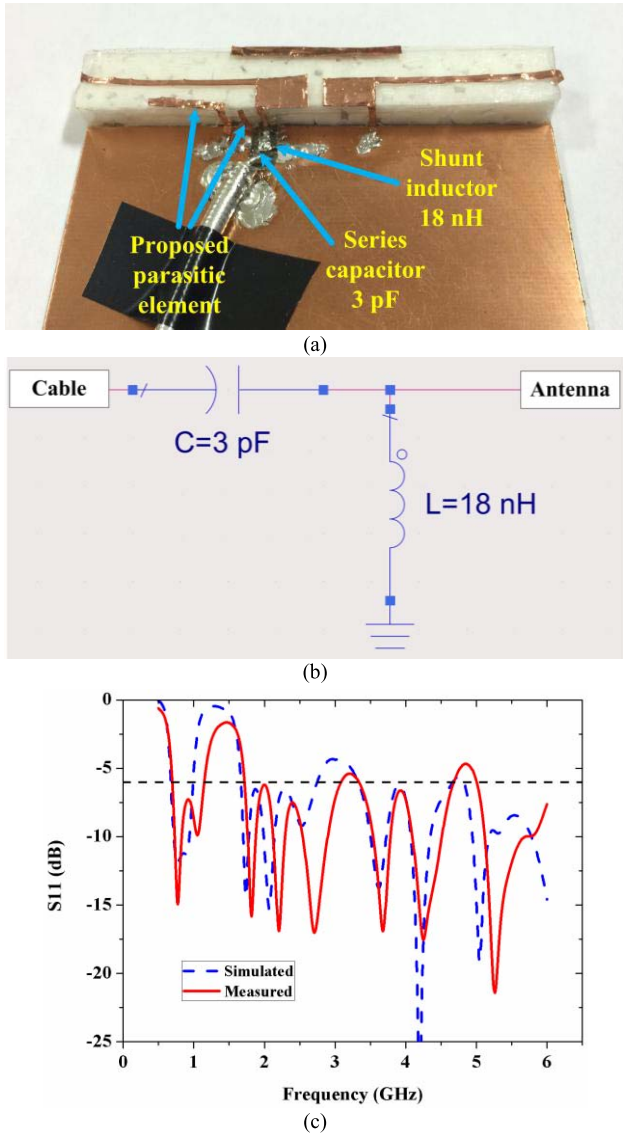 Shunt
inductor
18 nH
Proposed
parasitic
element
Series
capacitor
3 pF
(a)
Cable
Antenna
C=3 pF
L=18 nH
(b)
0
-5
-10
-15
-20
-25
S11 (dB)
Simulated
Measured
0 1 2 3 4 5 6
Frequency (GHz)
(c)